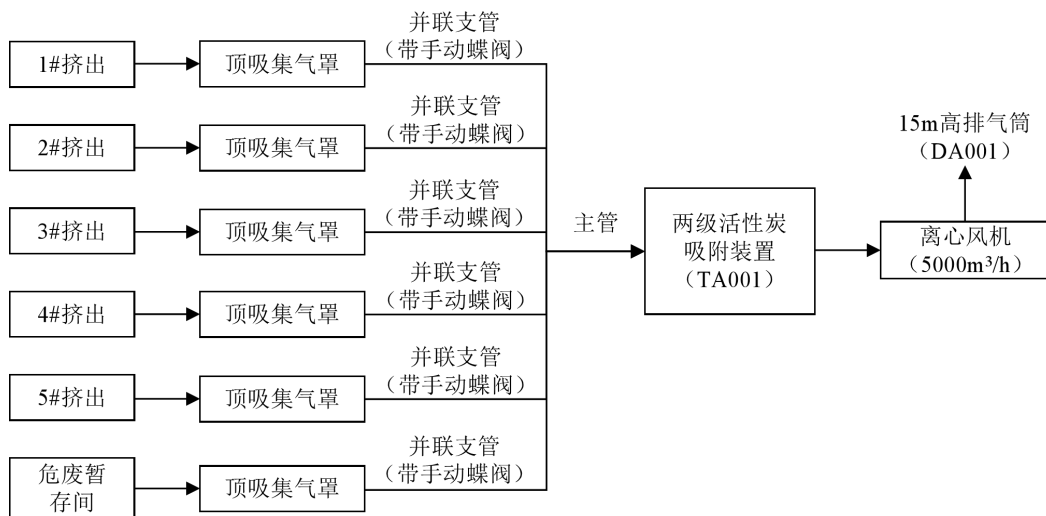 并联支管
（带手动蝶阀）
1#挤出
顶吸集气罩
并联支管
（带手动蝶阀）
2#挤出
顶吸集气罩
并联支管
（带手动蝶阀）
3#挤出
顶吸集气罩
并联支管
（带手动蝶阀）
4#挤出
顶吸集气罩
并联支管
（带手动蝶阀）
5#挤出
顶吸集气罩
并联支管
（带手动蝶阀）
危废暂
存间
顶吸集气罩
主管
两级活性炭
吸附装置
（TA001）
离心风机
（5000m³/h）
15m高排气筒
（DA001）